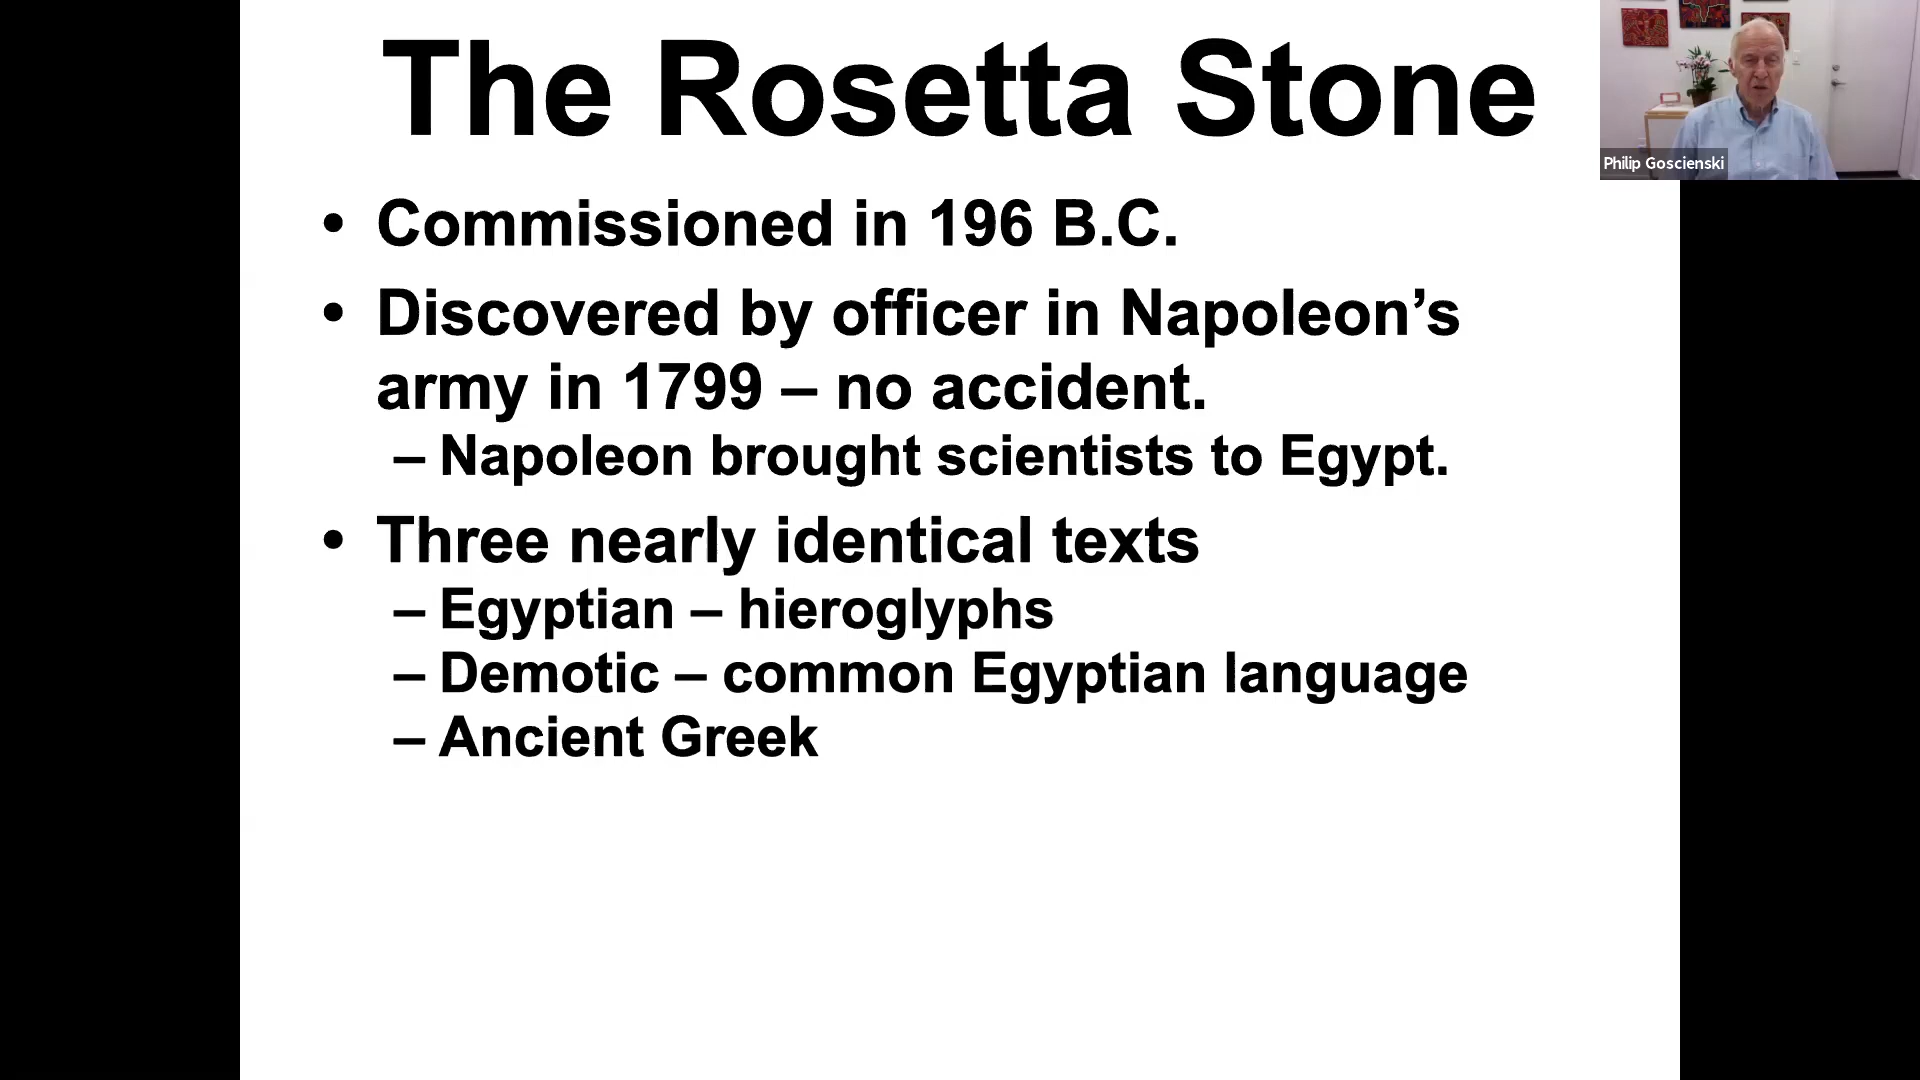 The Rosetta Stone
Philip Goscienski
• Commissioned in 196 B.C.
• Discovered by officer in Napoleon’s
army in 1799 – no accident.
– Napoleon brought scientists to Egypt.
• Three nearly identical texts
– Egyptian – hieroglyphs
– Demotic – common Egyptian language
– Ancient Greek